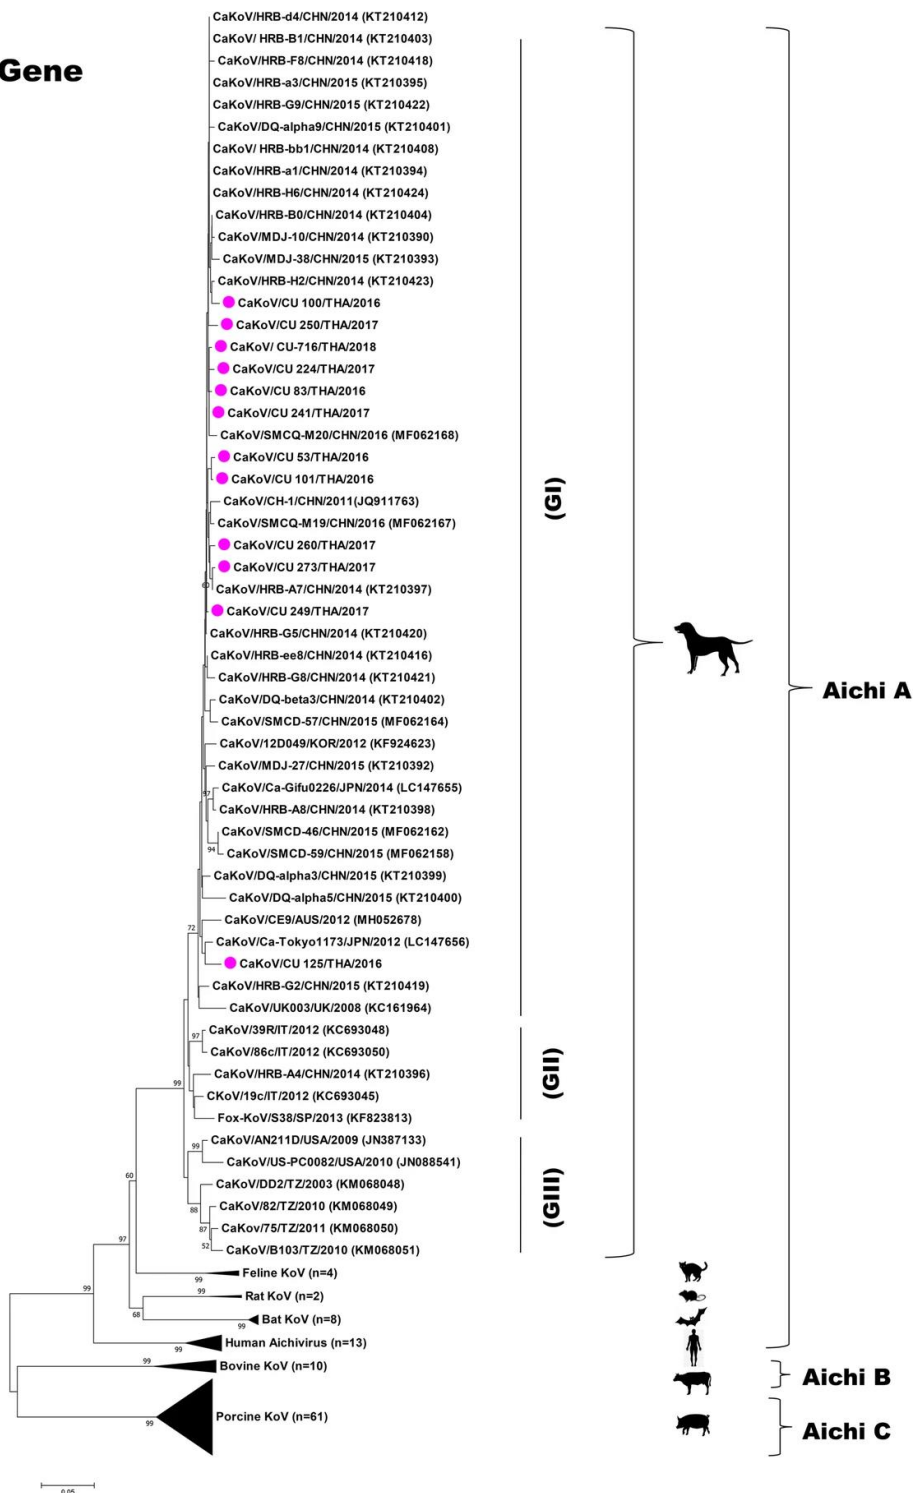 Gene
CaKoV/HRB-d4/CHN/2014 (KT210412)
CaKoV/ HRB-B1/CHN/2014 (KT210403)
CaKoV/HRB-F8/CHN/2014 (KT210418)
CaKoV/HRB-a3/CHN/2015 (KT210395)
CaKoV/HRB-G9/CHN/2015 (KT210422)
CaKoV/DQ-alpha9/CHN/2015 (KT210401)
CaKoV/ HRB-bb1/CHN/2014 (KT210408)
CaKoV/HRB-a1/CHN/2014 (KT210394)
CaKoV/HRB-H6/CHN/2014 (KT210424)
CaKoV/HRB-B0/CHN/2014 (KT210404)
CaKoV/MDJ-10/CHN/2014 (KT210390)
CaKoV/MDJ-38/CHN/2015 (KT210393)
CaKoV/HRB-H2/CHN/2014 (KT210423)
CaKoV/CU 100/THA/2016
CaKoV/CU 250/THA/2017
CaKoV/ CU-716/THA/2018
CaKoV/CU 224/THA/2017
CaKoV/CU 83/THA/2016
CaKoV/CU 241/THA/2017
CaKoV/SMCQ-M20/CHN/2016 (MF062168)
CaKoV/CU 53/THA/2016
CaKoV/CU 101/THA/2016
(GI)
CaKoV/CH-1/CHN/2011(JQ911763)
CaKoV/SMCQ-M19/CHN/2016 (MF062167)
CaKoV/CU 260/THA/2017
CaKoV/CU 273/THA/2017
CaKoV/HRB-A7/CHN/2014 (KT210397)
CaKoV/CU 249/THA/2017
CaKoV/HRB-G5/CHN/2014 (KT210420)
CaKoV/HRB-ee8/CHN/2014 (KT210416)
CaKoV/HRB-G8/CHN/2014 (KT210421)
Aichi A
CaKoV/DQ-beta3/CHN/2014 (KT210402)
CaKoV/SMCD-57/CHN/2015 (MF062164)
CaKoV/12D049/KOR/2012 (KF924623)
CaKoV/MDJ-27/CHN/2015 (KT210392)
CaKoV/Ca-Gifu0226/JPN/2014 (LC147655)
CaKoV/HRB-A8/CHN/2014 (KT210398)
CaKoV/SMCD-46/CHN/2015 (MF062162)
94
CaKoV/SMCD-59/CHN/2015 (MF062158)
CaKoV/DQ-alpha3/CHN/2015 (KT210399)
CaKoV/DQ-alpha5/CHN/2015 (KT210400)
CaKoV/CE9/AUS/2012 (MH052678)
72
CaKoV/Ca-Tokyo1173/JPN/2012 (LC147656)
CaKoV/CU 125/THA/2016
CaKoV/HRB-G2/CHN/2015 (KT210419)
CaKoV/UK003/UK/2008 (KC161964)
CaKoV/39R/IT/2012 (KC693048)
97
CaKoV/86c/IT/2012 (KC693050)
CaKoV/HRB-A4/CHN/2014 (KT210396)
(GII)
99
CKoV/19c/IT/2012 (KC693045)
Fox-KoV/S38/SP/2013 (KF823813)
CaKoV/AN211D/USA/2009 (JN387133)
99
CaKoV/US-PC0082/USA/2010 (JN088541)
60
CaKoV/DD2/TZ/2003 (KM068048)
(GIII)
CaKoV/82/TZ/2010 (KM068049)
88
CaKov/75/TZ/2011 (KM068050)
87
97
52
CaKoV/B103/TZ/2010 (KM068051)
Feline KoV (n=4)
99
99
99
Rat KoV (n=2)
68
Bat KoV (n=8)
99
Human Aichivirus (n=13)
99
99
Bovine KoV (n=10)
Aichi B
Porcine KoV (n=61)
99
Aichi C
0.05